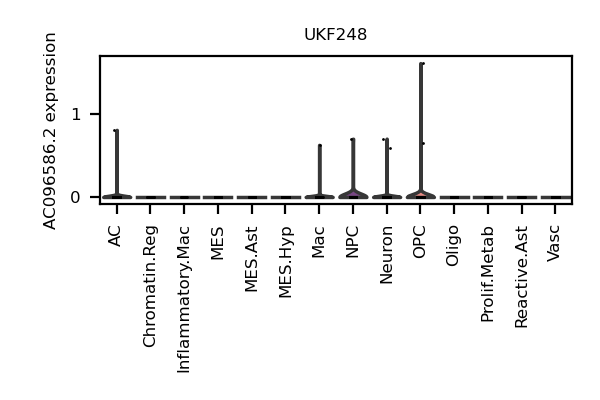 UKF248
AC096586.2 expression
1
0
AC
Chromatin.Reg
Inflammatory.Mac
MES
MES.Ast
MES.Hyp
Mac
NPC
Neuron
OPC
Oligo
Prolif.Metab
Reactive.Ast
Vasc